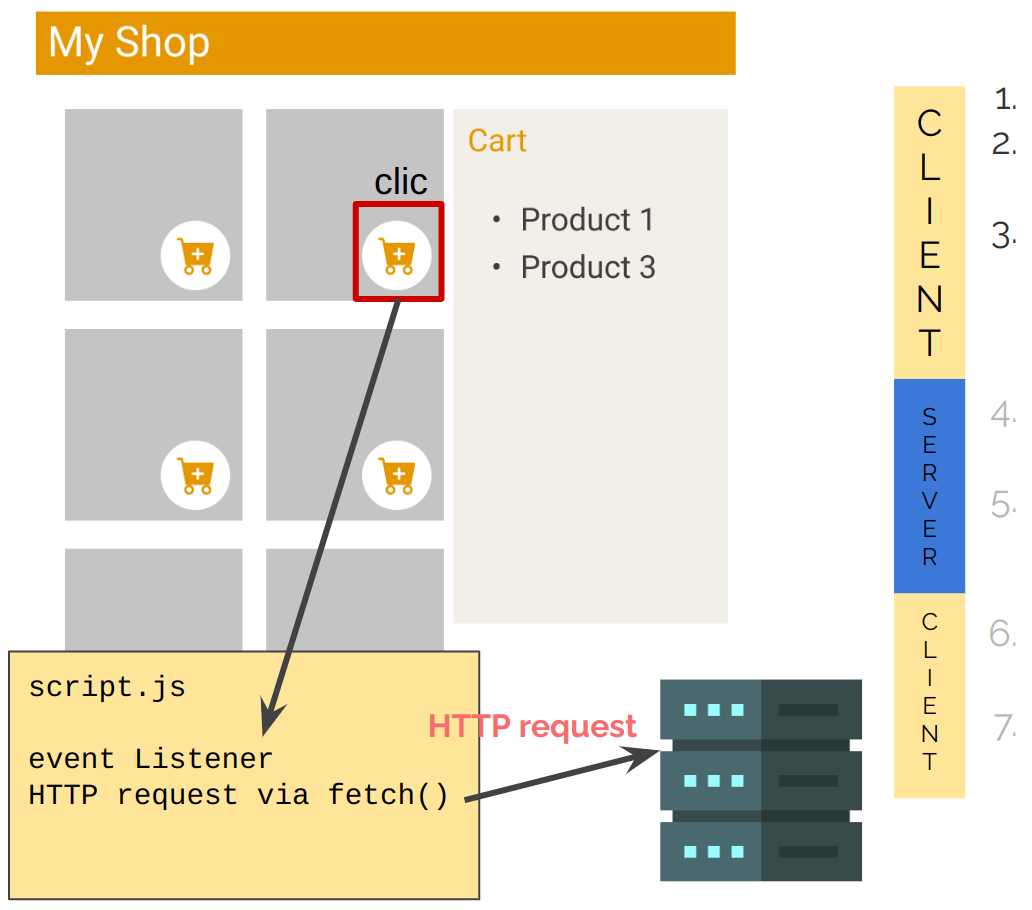 My Shop
clic
Cart
• Product 1
• Product 3
script.js
event Listener
HTTP request via fetch()
HTTP request
CLIENT
SERVER
CLIENT
1.
2.
3.
4.
5.
6.
7.